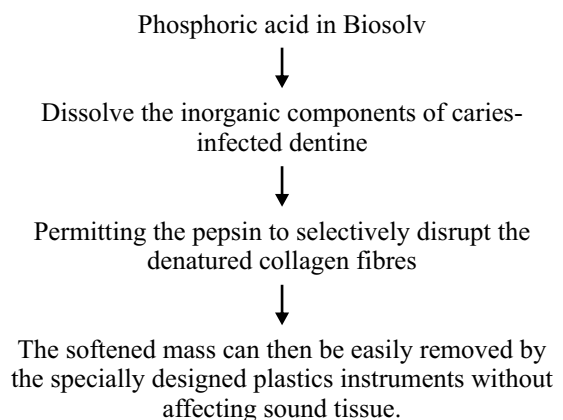 Phosphoric acid in Biosolv
Dissolve the inorganic components of caries-
infected dentine
Permitting the pepsin to selectively disrupt the
denatured collagen fibres
The softened mass can then be easily removed by
the specially designed plastics instruments without
affecting sound tissue.